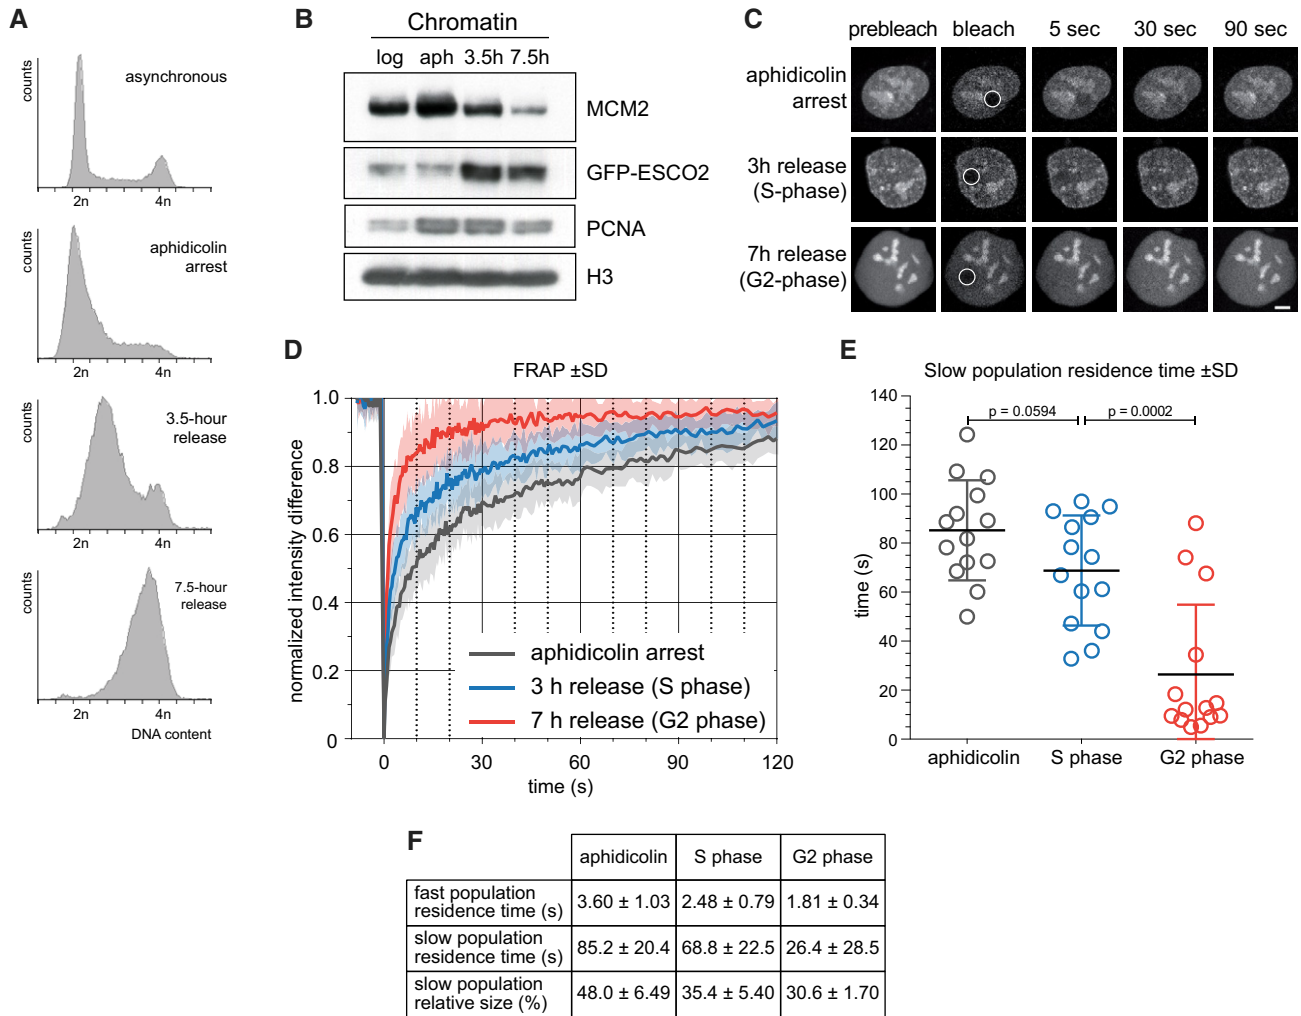 A
counts
asynchronous
2n 4n
counts
aphidicolin
arrest
2n 4n
counts
3.5-hour
release
2n 4n
counts
7.5-hour
release
2n 4n
DNA content
B
Chromatin
log aph 3.5h 7.5h
MCM2
GFP-ESCO2
PCNA
H3
C
prebleach bleach 5 sec 30 sec 90 sec
aphidicolin
arrest
3h release
(S-phase)
7h release
(G2-phase)
D
FRAP ±SD
normalized intensity difference
1.0
0.8
0.6
0.4
0.2
0
0 30 60 90 120
time (s)
aphidicolin arrest
3 h release (S phase)
7 h release (G2 phase)
E
Slow population residence time ±SD
p = 0.0594 p = 0.0002
time (s)
140
120
100
80
60
40
20
0
aphidicolin S phase G2 phase
F
aphidicolin S phase G2 phase
fast population
residence time (s) 3.60 ± 1.03 2.48 ± 0.79 1.81 ± 0.34
slow population
residence time (s) 85.2 ± 20.4 68.8 ± 22.5 26.4 ± 28.5
slow population
relative size (%) 48.0 ± 6.49 35.4 ± 5.40 30.6 ± 1.70